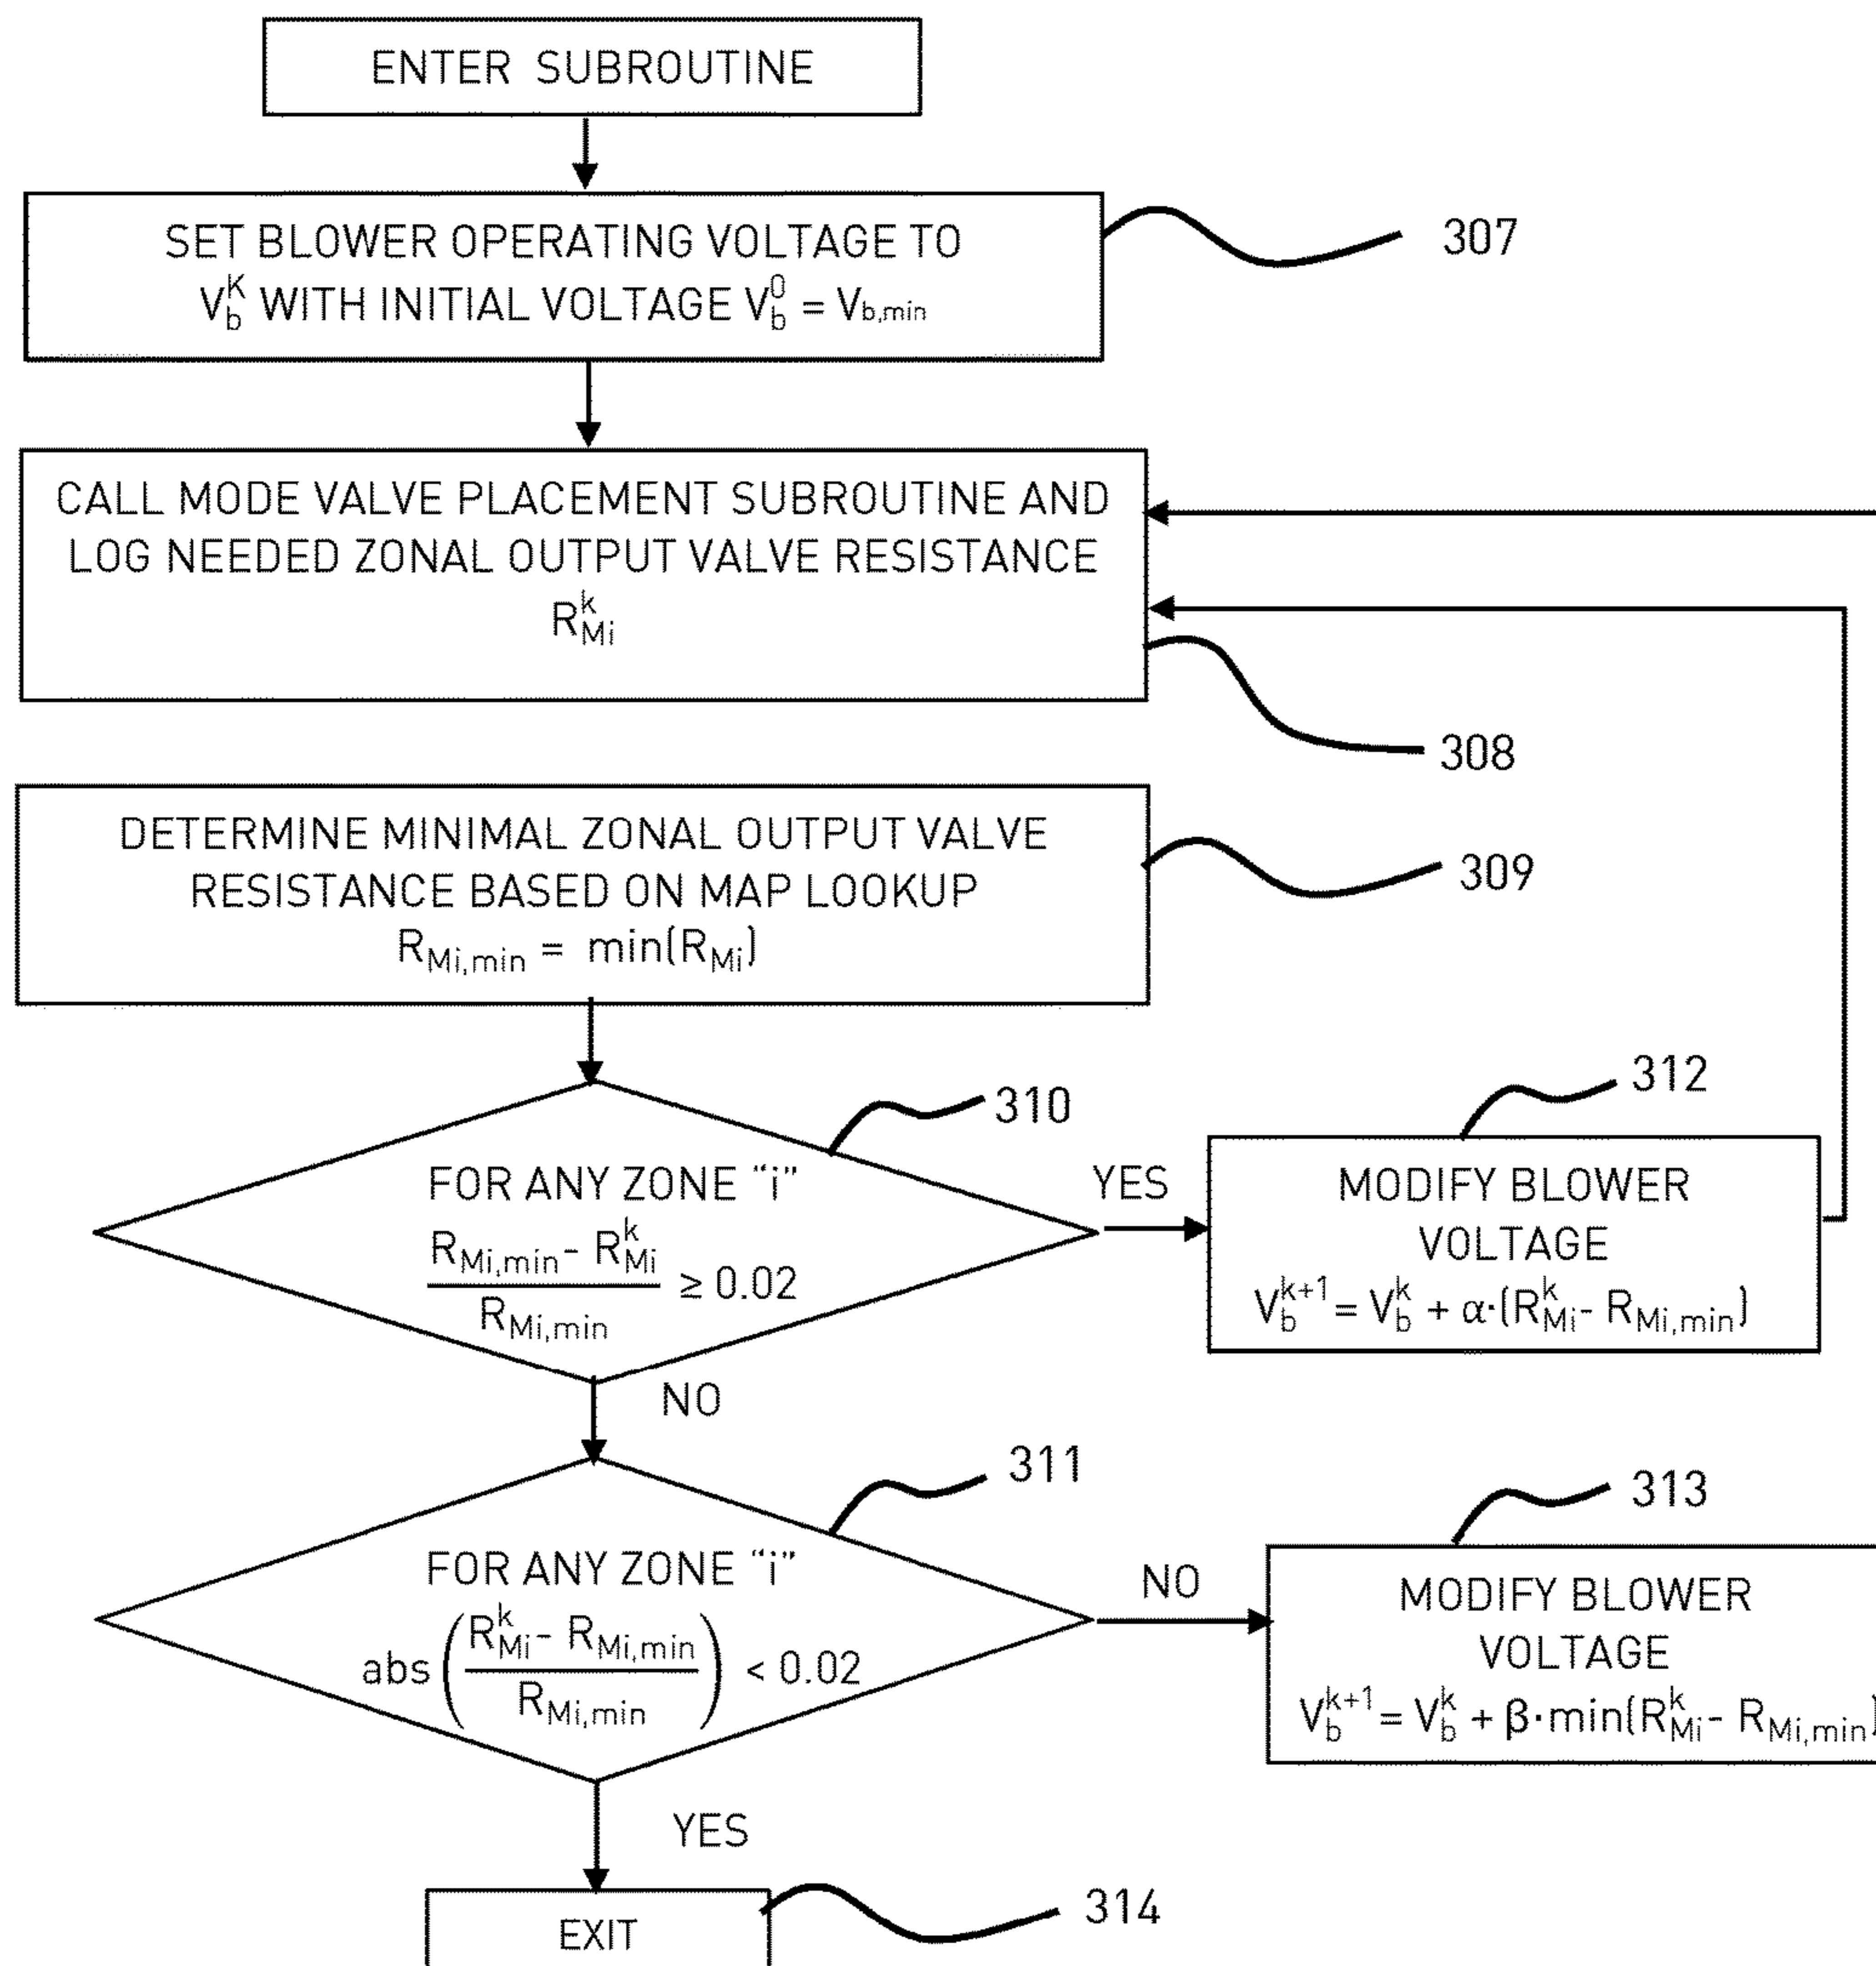 ENTER SUBROUTINE
SET BLOWER OPERATING VOLTAGE TO
V_b^K WITH INITIAL VOLTAGE V_b^0 = V_b,min
307
CALL MODE VALVE PLACEMENT SUBROUTINE AND
LOG NEEDED ZONAL OUTPUT VALVE RESISTANCE
R_Mi^k
308
DETERMINE MINIMAL ZONAL OUTPUT VALVE
RESISTANCE BASED ON MAP LOOKUP
R_Mi,min = min(R_Mi)
309
310
FOR ANY ZONE "i"
(R_Mi,min - R_Mi^k) / R_Mi,min ≥ 0.02
YES
312
MODIFY BLOWER
VOLTAGE
V_b^k+1 = V_b^k + α·(R_Mi^k - R_Mi,min)
NO
311
FOR ANY ZONE "i"
abs((R_Mi^k - R_Mi,min) / R_Mi,min) < 0.02
NO
313
MODIFY BLOWER
VOLTAGE
V_b^k+1 = V_b^k + β·min(R_Mi^k - R_Mi,min)
YES
EXIT
314